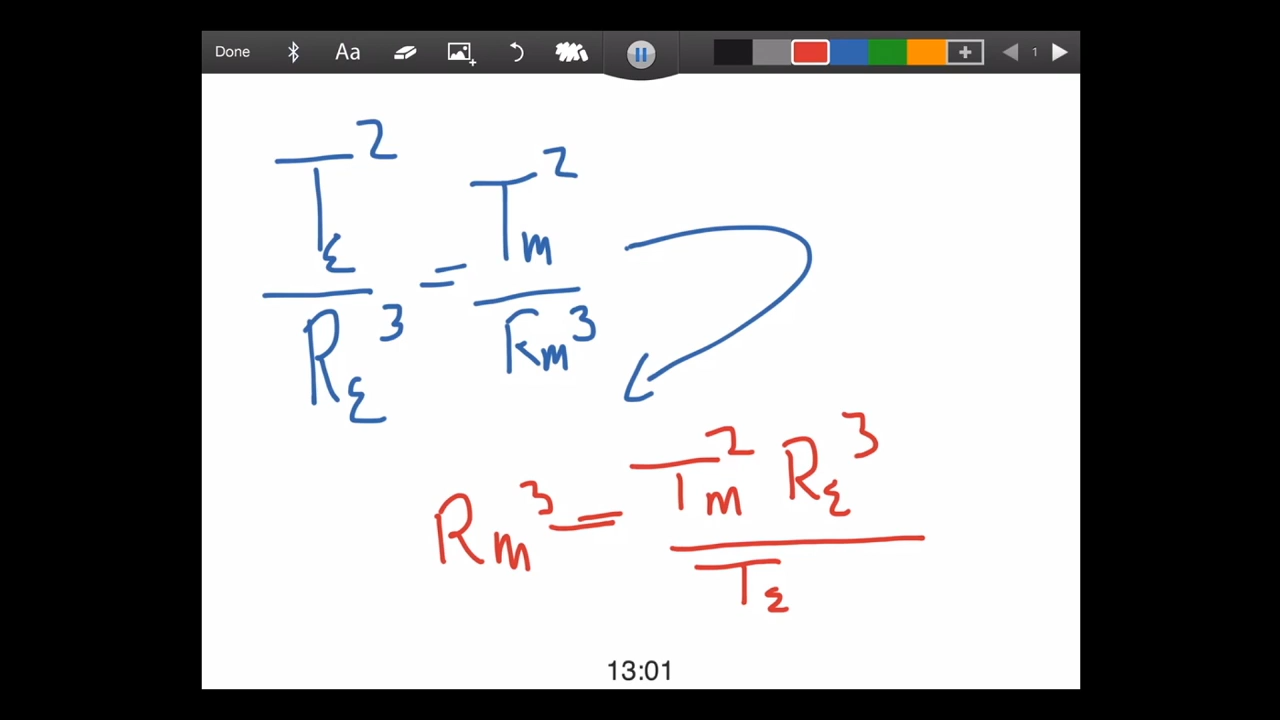 Done Aa 1
T_E^2 / R_E^3 = T_m^2 / R_m^3
R_m^3 = T_m^2 R_E^3 / T_E
13:01